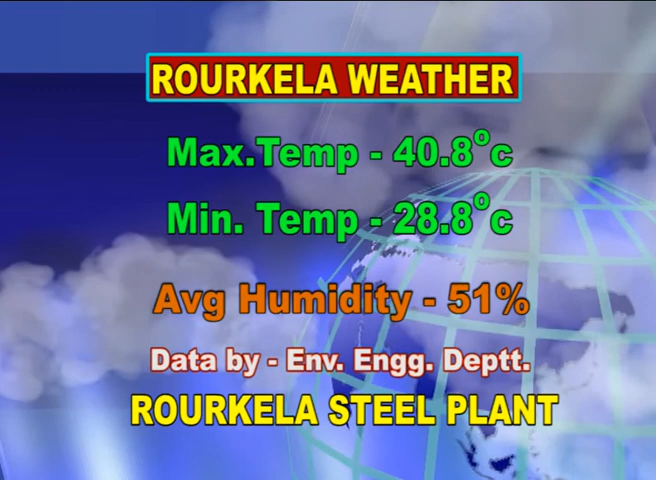 ROURKELA WEATHER
Max.Temp - 40.8°c
Min. Temp - 28.8°c
Avg Humidity - 51%
Data by - Env. Engg. Deptt.
ROURKELA STEEL PLANT